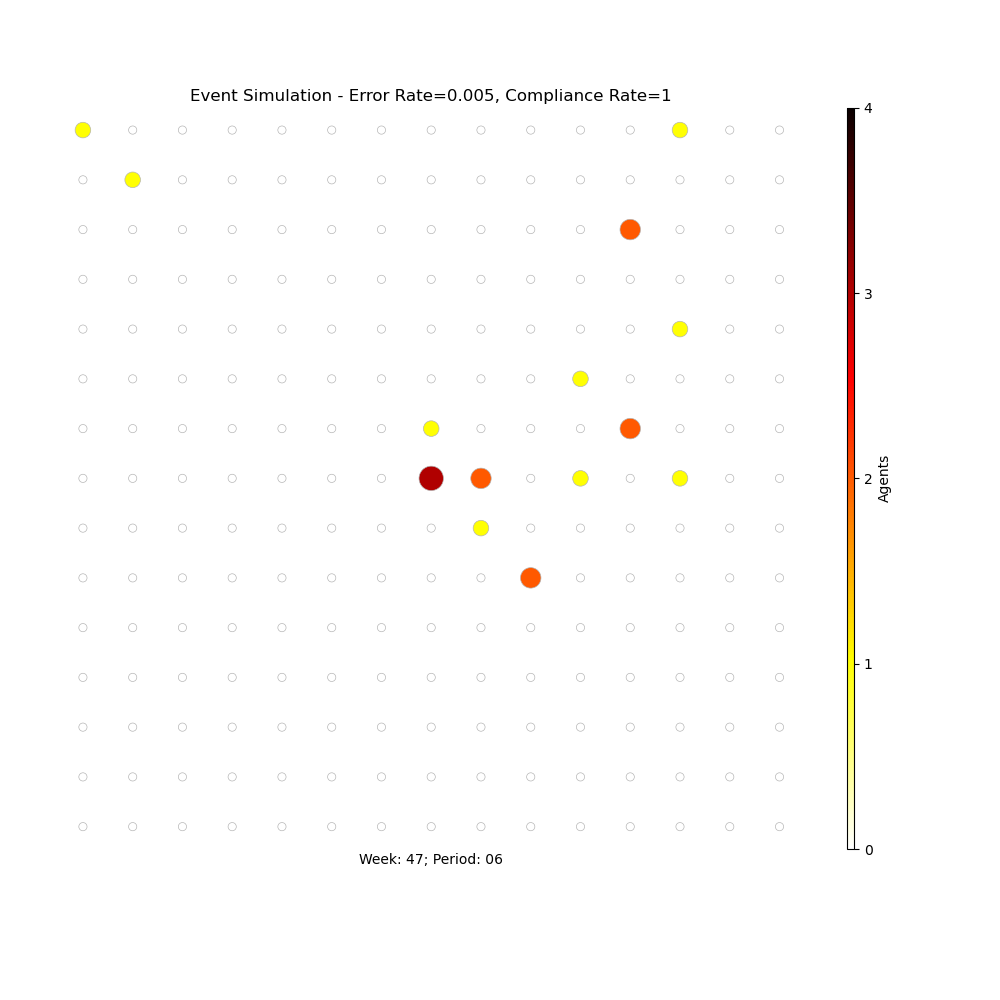 Event Simulation - Error Rate=0.005, Compliance Rate=1
4
3
2
1
0
Agents
Week: 47; Period: 06